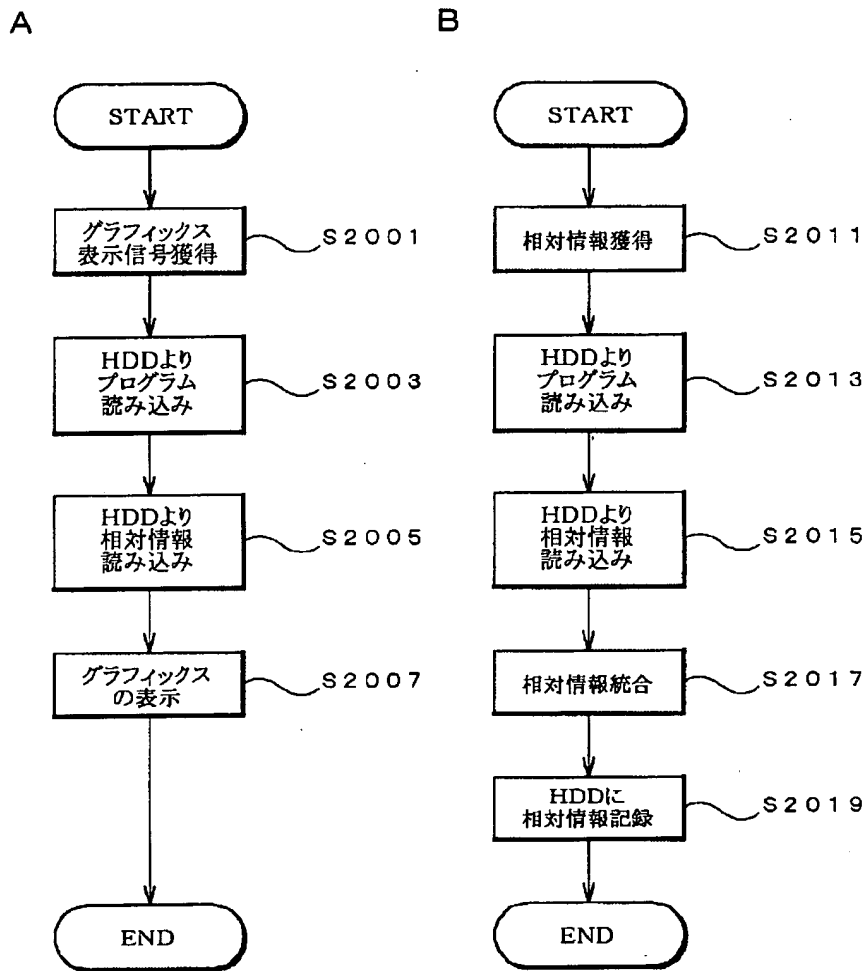 A
START
グラフィックス
表示信号獲得
S2001
HDDより
プログラム
読み込み
S2003
HDDより
相対情報
読み込み
S2005
グラフィックス
の表示
S2007
END
B
START
相対情報獲得
S2011
HDDより
プログラム
読み込み
S2013
HDDより
相対情報
読み込み
S2015
相対情報統合
S2017
HDDに
相対情報記録
S2019
END